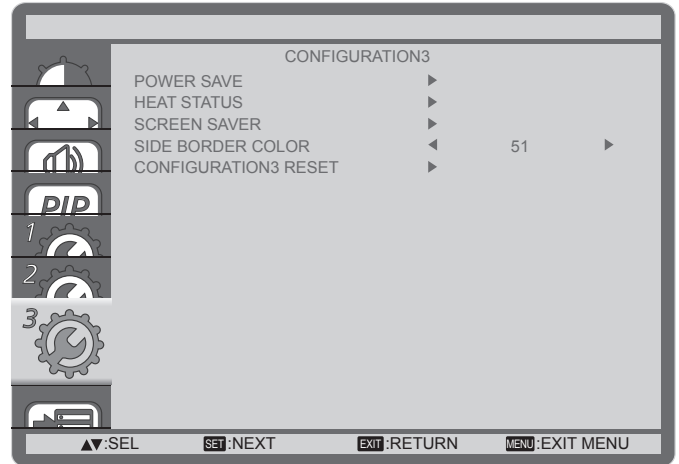 CONFIGURATION3
POWER SAVE
HEAT STATUS
SCREEN SAVER
SIDE BORDER COLOR 51
CONFIGURATION3 RESET
PIP
1
2
3
▲▼:SEL SET:NEXT EXIT:RETURN MENU:EXIT MENU